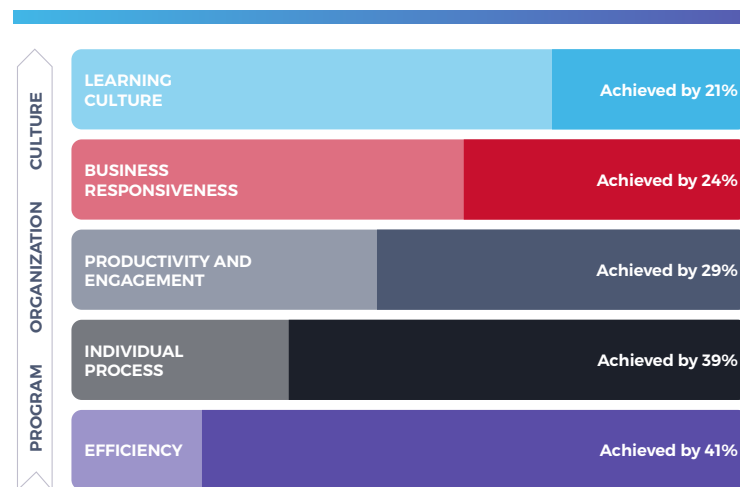 CULTURE
ORGANIZATION
PROGRAM
LEARNING
CULTURE
Achieved by 21%
BUSINESS
RESPONSIVENESS
Achieved by 24%
PRODUCTIVITY AND
ENGAGEMENT
Achieved by 29%
INDIVIDUAL
PROCESS
Achieved by 39%
EFFICIENCY
Achieved by 41%